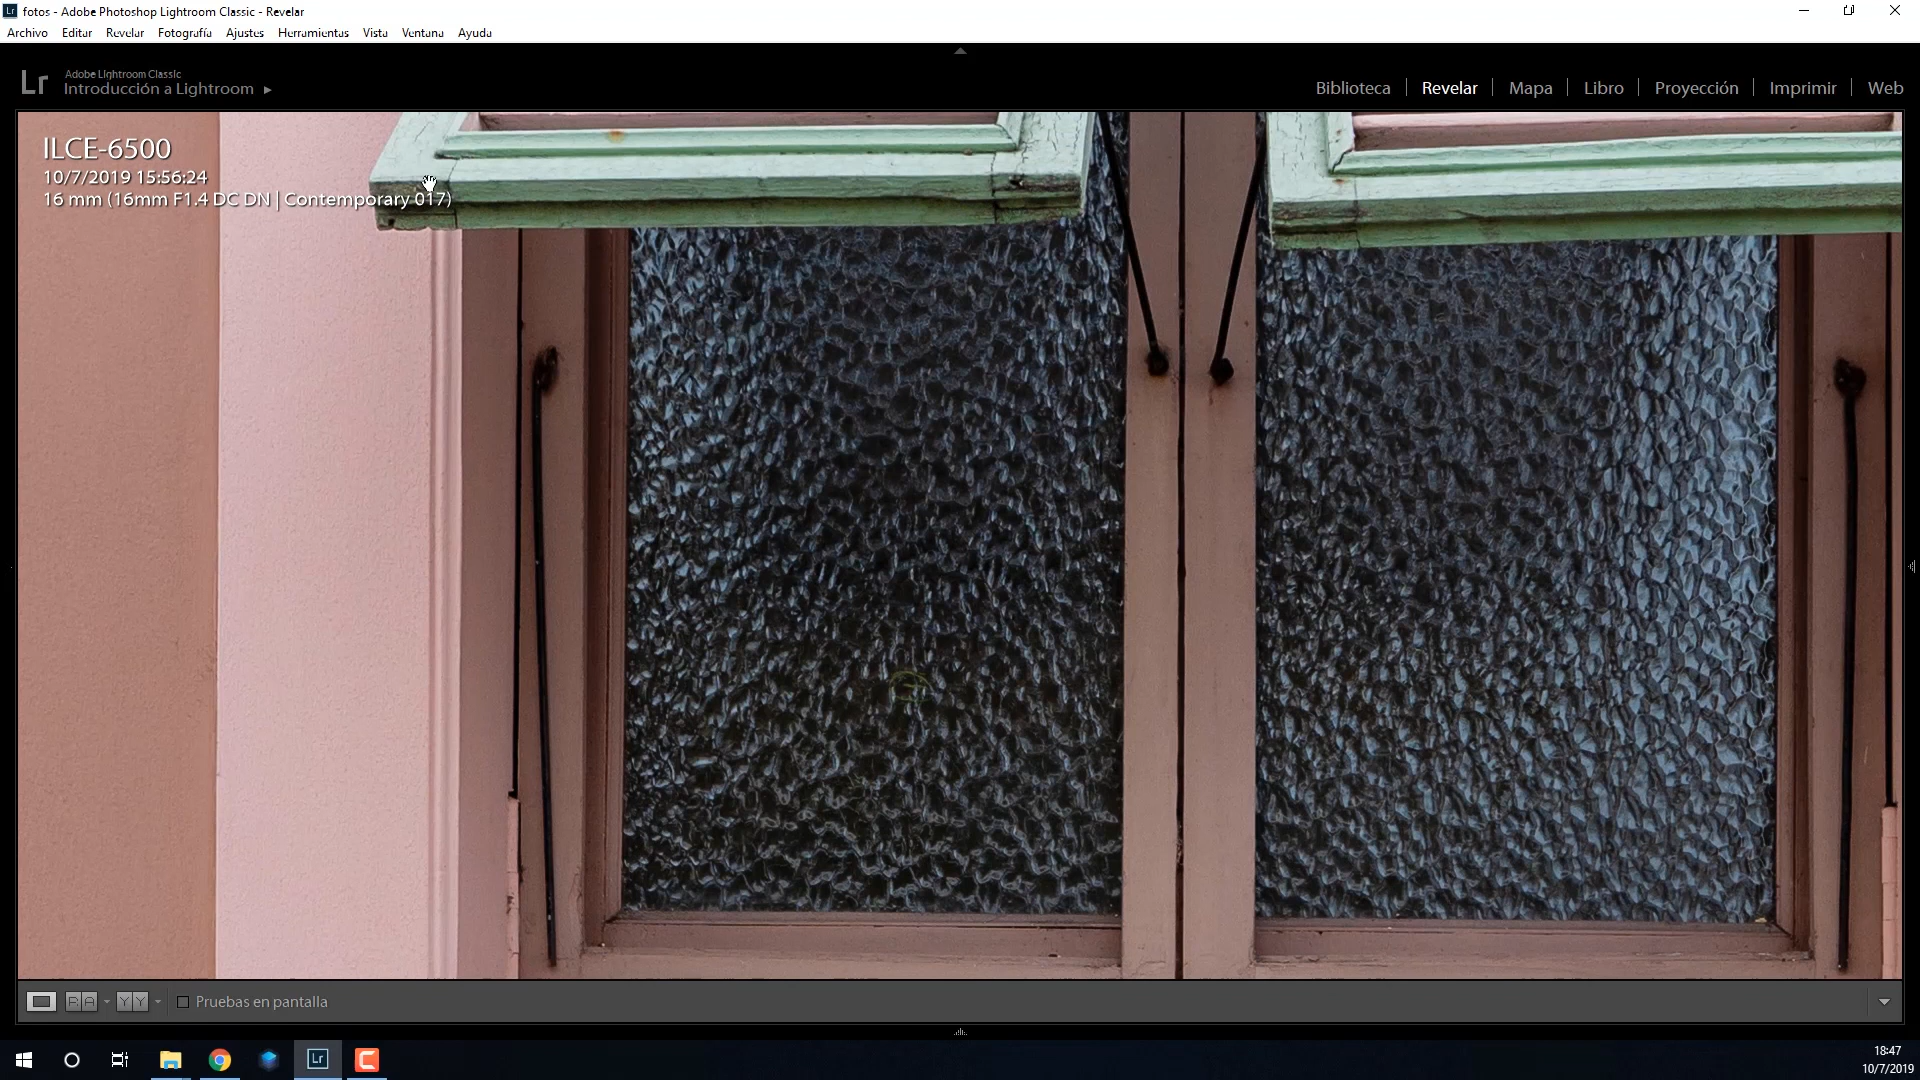 Lr fotos - Adobe Photoshop Lightroom Classic - Revelar
Archivo Editar Revelar Fotografía Ajustes Herramientas Vista Ventana Ayuda
Lr Adobe Lightroom Classic
Introducción a Lightroom
Biblioteca Revelar Mapa Libro Proyección Imprimir Web
ILCE-6500
10/7/2019 15:56:24
16 mm (16mm F1.4 DC DN | Contemporary 017)
R A Y Y Pruebas en pantalla
Lr
18:47
10/7/2019